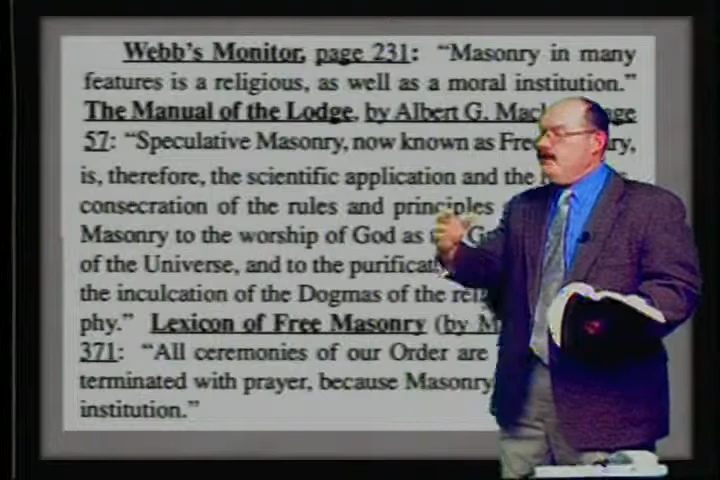 Webb's Monitor, page 231: "Masonry in many
features is a religious, as well as a moral institution."
The Manual of the Lodge, by Albert G.
57: "Speculative Masonry, now known as
is, therefore, the scientific application and the
consecration of the rules and principles
Masonry to the worship of God as
of the Universe, and to the
the inculcation of the Dogmas of the
phy." Lexicon of Free Masonry (by
371: "All ceremonies of our Order are
terminated with prayer, because Masonry
institution."